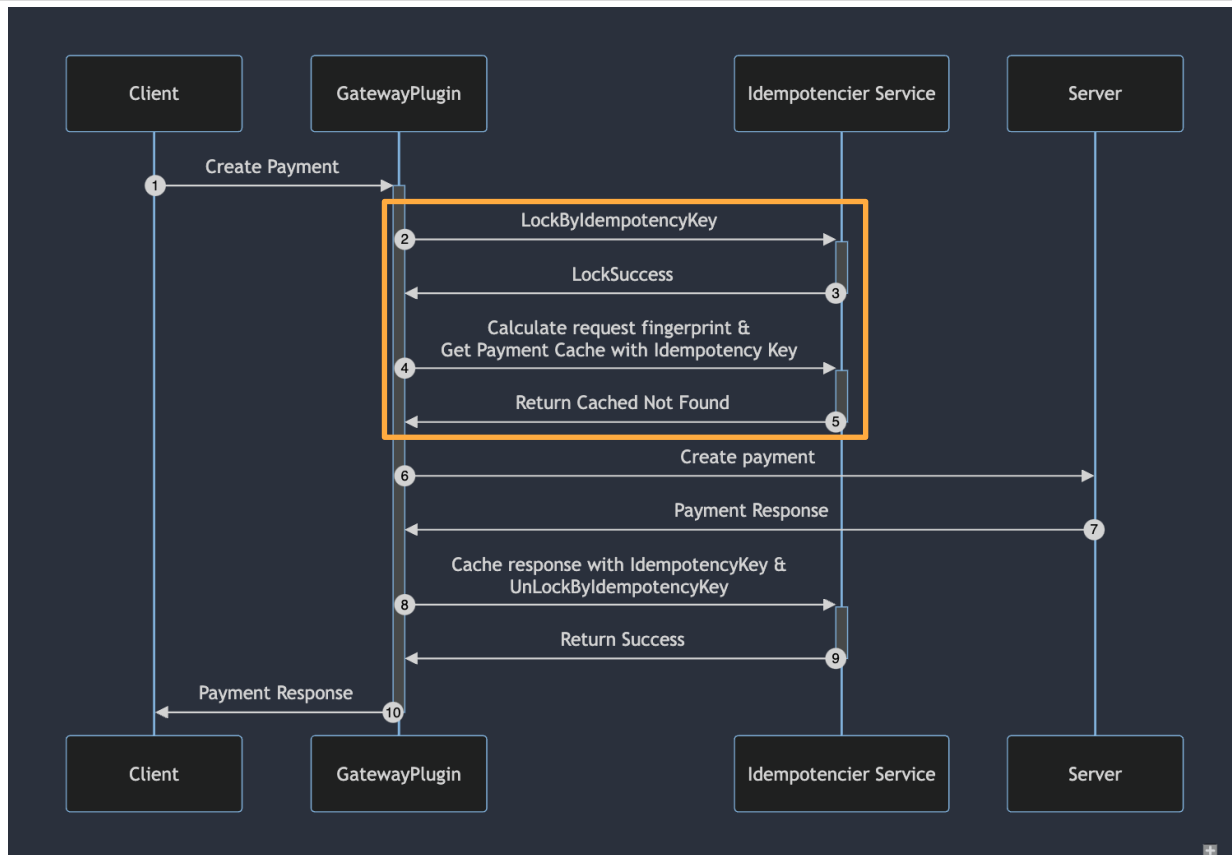 Client
GatewayPlugin
Idempotencier Service
Server
Create Payment
1
LockByIdempotencyKey
2
LockSuccess
3
Calculate request fingerprint &
Get Payment Cache with Idempotency Key
4
Return Cached Not Found
5
Create payment
6
Payment Response
7
Cache response with IdempotencyKey &
UnLockByIdempotencyKey
8
Return Success
9
Payment Response
10
Client
GatewayPlugin
Idempotencier Service
Server